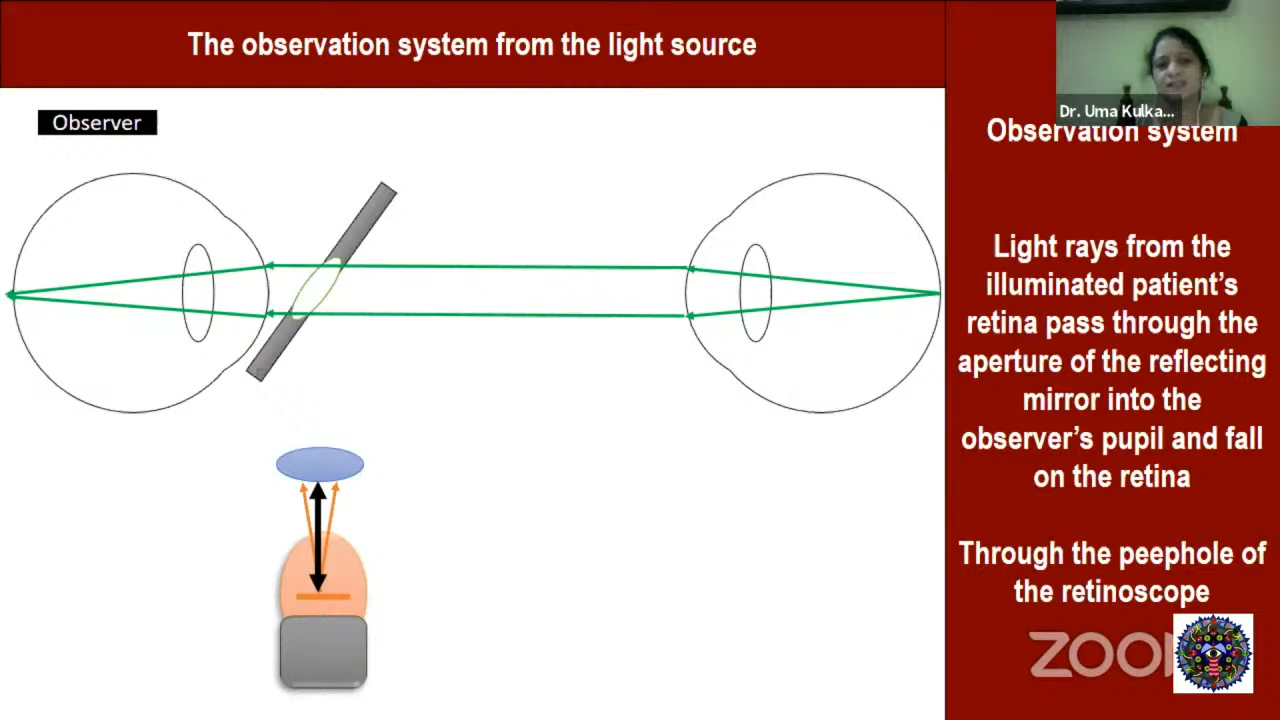 The observation system from the light source
Observer
Dr. Uma Kulka...
Observation system
Light rays from the
illuminated patient's
retina pass through the
aperture of the reflecting
mirror into the
observer's pupil and fall
on the retina
Through the peephole of
the retinoscope